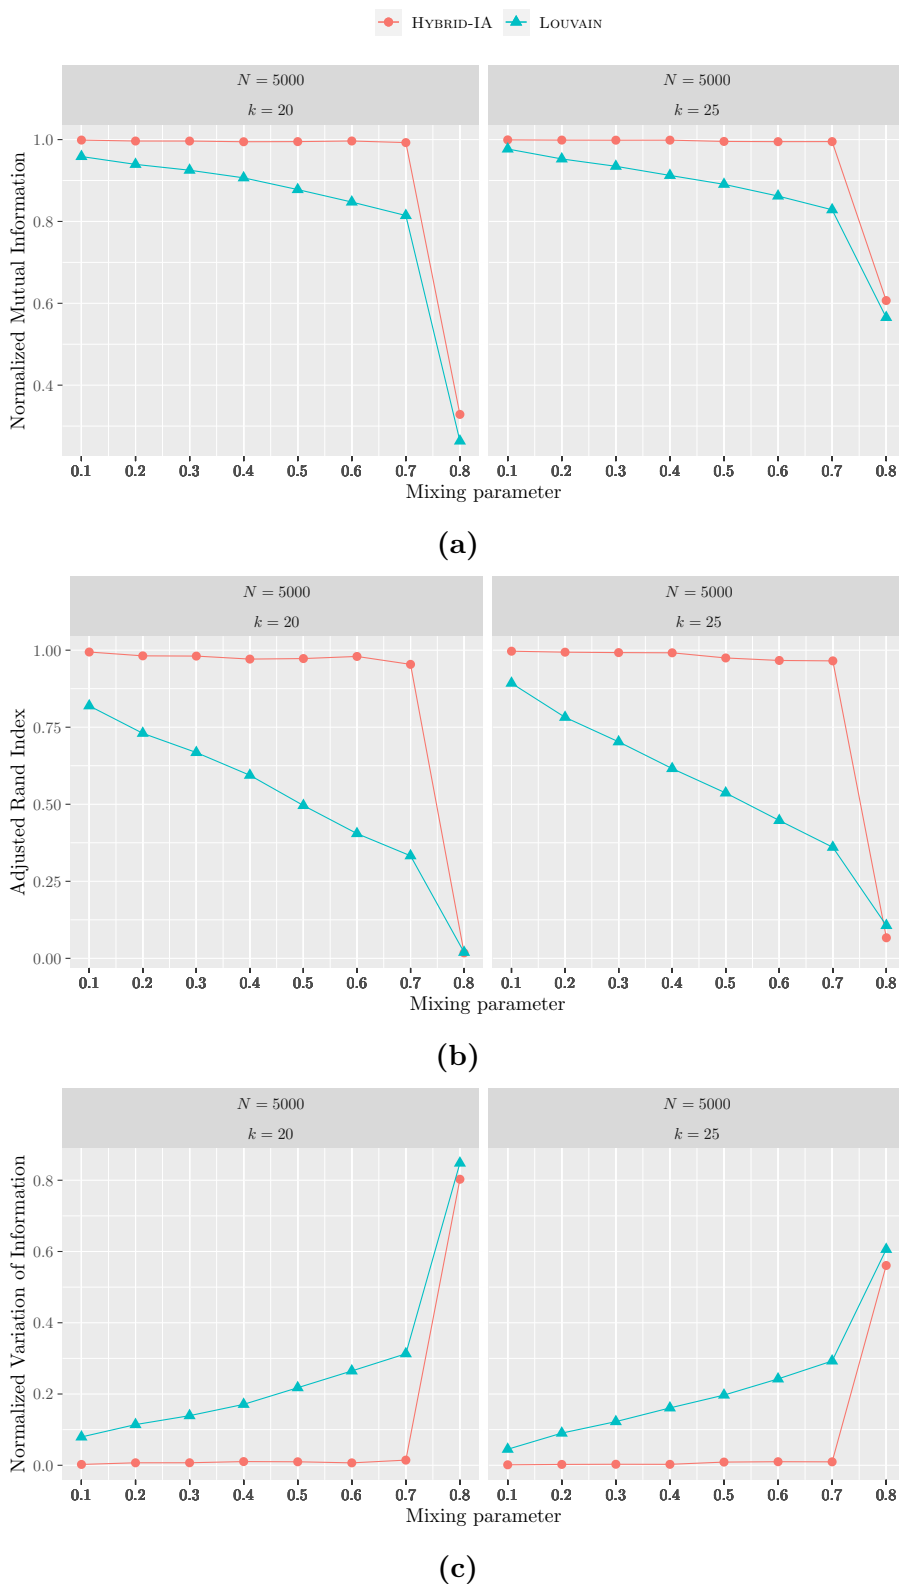 HYBRID-IA LOUVAIN
N = 5000 N = 5000
k = 20 k = 25
Normalized Mutual Information
1.0
0.8
0.6
0.4
0.1 0.2 0.3 0.4 0.5 0.6 0.7 0.8 0.1 0.2 0.3 0.4 0.5 0.6 0.7 0.8
Mixing parameter
(a)
N = 5000 N = 5000
k = 20 k = 25
Adjusted Rand Index
1.00
0.75
0.50
0.25
0.00
0.1 0.2 0.3 0.4 0.5 0.6 0.7 0.8 0.1 0.2 0.3 0.4 0.5 0.6 0.7 0.8
Mixing parameter
(b)
N = 5000 N = 5000
k = 20 k = 25
Normalized Variation of Information
0.8
0.6
0.4
0.2
0.0
0.1 0.2 0.3 0.4 0.5 0.6 0.7 0.8 0.1 0.2 0.3 0.4 0.5 0.6 0.7 0.8
Mixing parameter
(c)